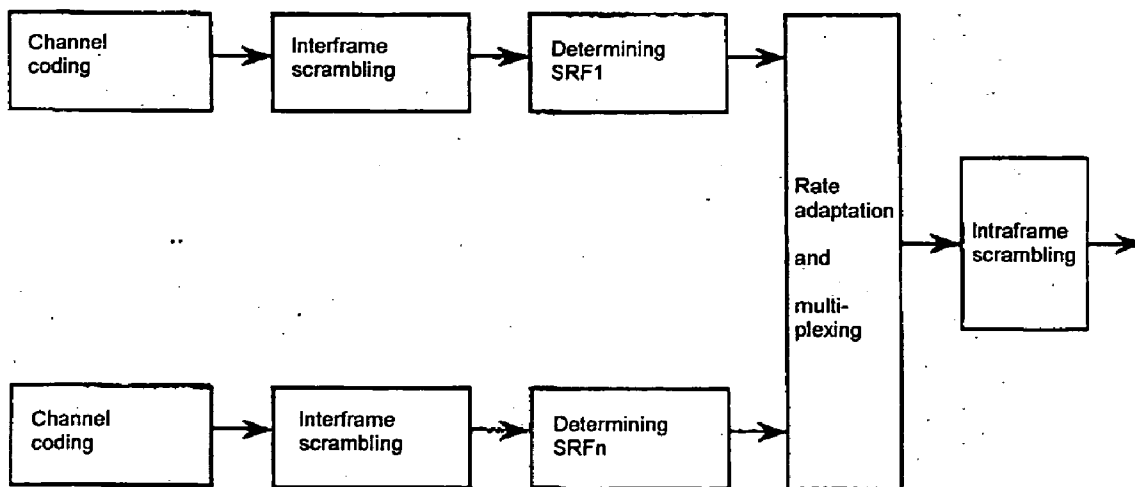 Channel
coding
Interframe
scrambling
Determining
SRF1
Rate
adaptation
and
multi-
plexing
Intraframe
scrambling
Channel
coding
Interframe
scrambling
Determining
SRFn